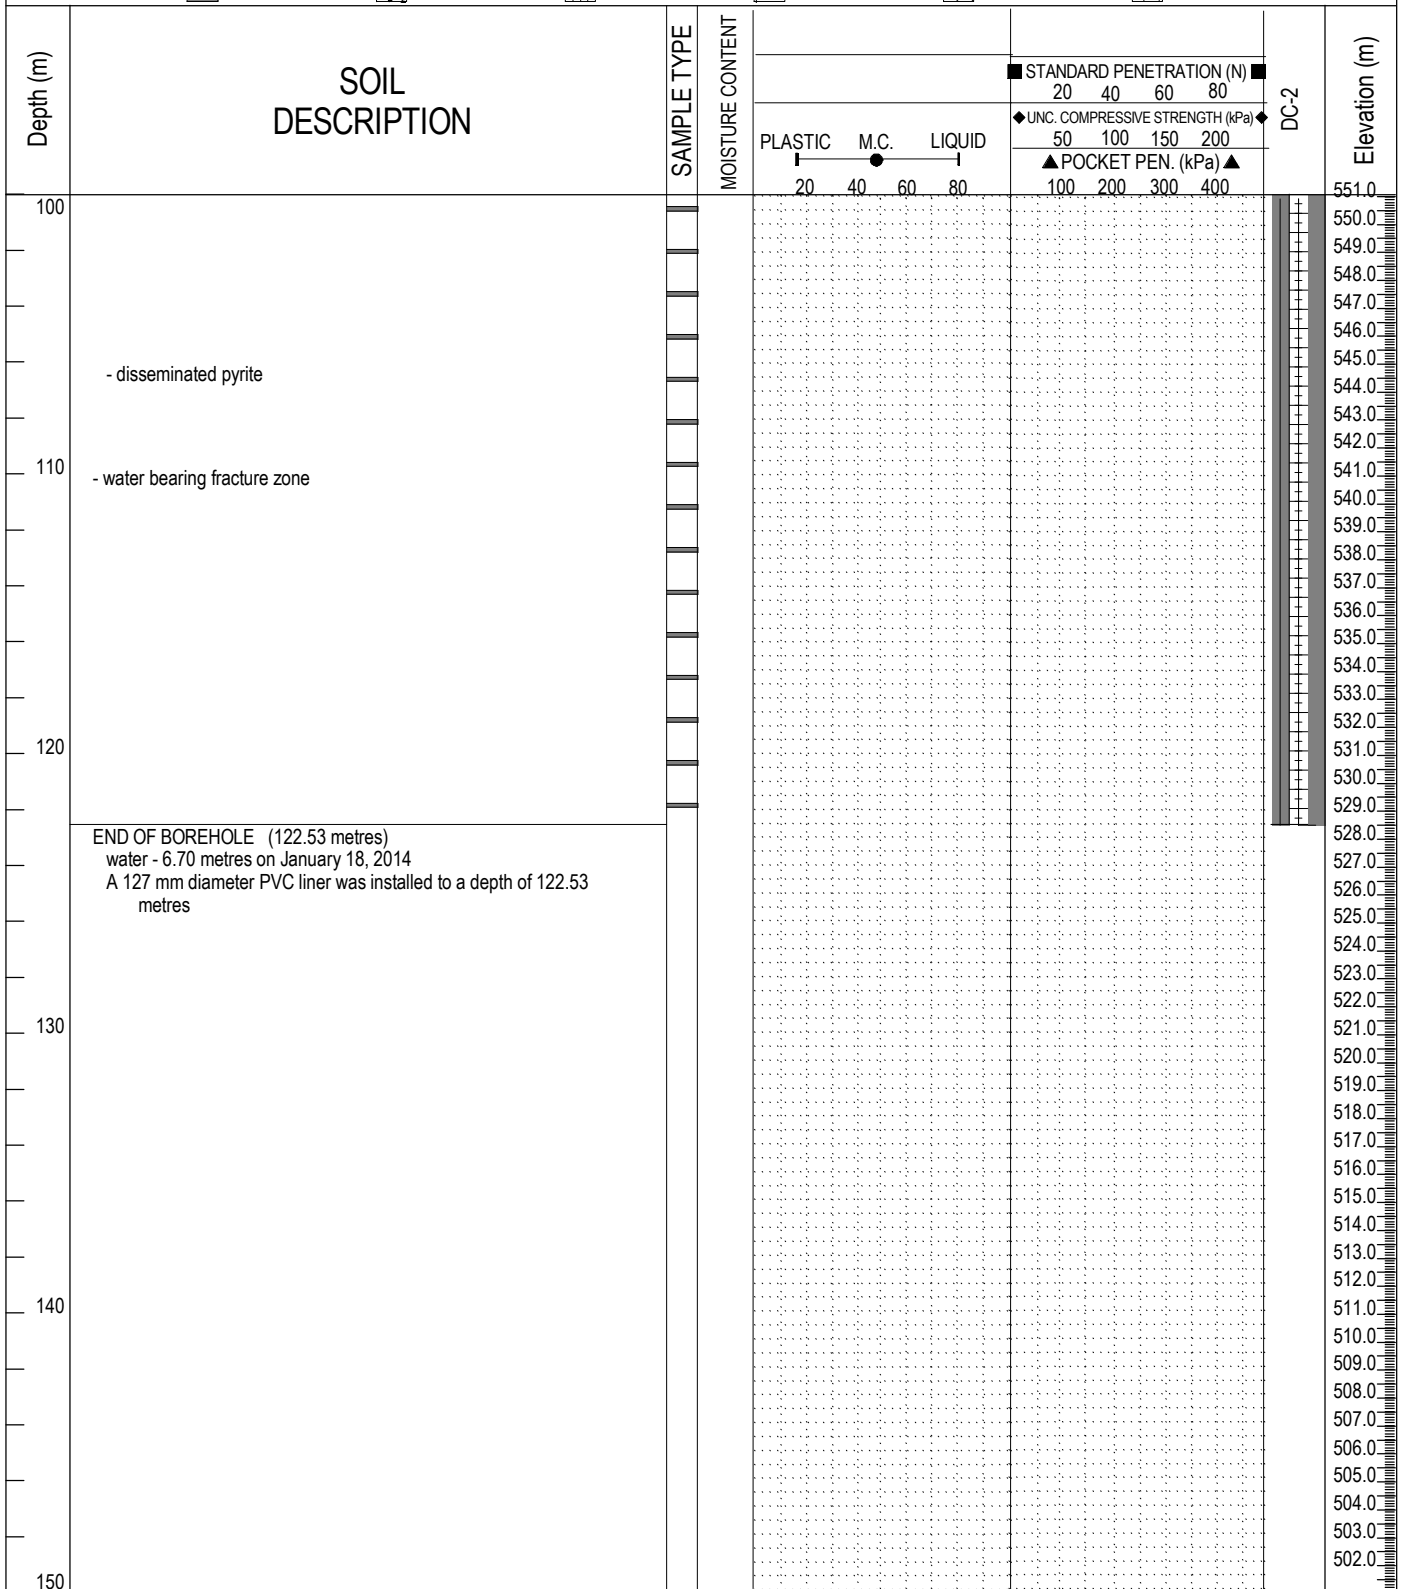 Depth (m)
SOIL
DESCRIPTION
SAMPLE TYPE
MOISTURE CONTENT
PLASTIC M.C. LIQUID
20 40 60 80
STANDARD PENETRATION (N)
20 40 60 80
UNC. COMPRESSIVE STRENGTH (kPa)
50 100 150 200
POCKET PEN. (kPa)
100 200 300 400
DC-2
Elevation (m)
100
110
120
130
140
150
- disseminated pyrite
- water bearing fracture zone
END OF BOREHOLE (122.53 metres)
water - 6.70 metres on January 18, 2014
A 127 mm diameter PVC liner was installed to a depth of 122.53
metres
551.0
550.0
549.0
548.0
547.0
546.0
545.0
544.0
543.0
542.0
541.0
540.0
539.0
538.0
537.0
536.0
535.0
534.0
533.0
532.0
531.0
530.0
529.0
528.0
527.0
526.0
525.0
524.0
523.0
522.0
521.0
520.0
519.0
518.0
517.0
516.0
515.0
514.0
513.0
512.0
511.0
510.0
509.0
508.0
507.0
506.0
505.0
504.0
503.0
502.0